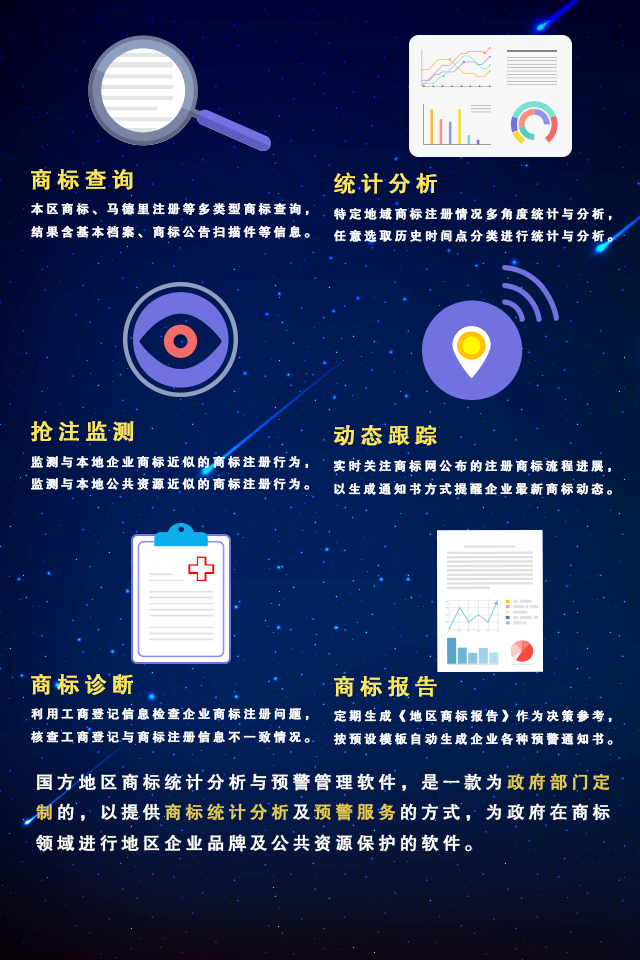 商标查询
本区商标、马德里注册等多类型商标查询，
结果含基本档案、商标公告扫描件等信息。
统计分析
特定地域商标注册情况多角度统计与分析，
任意选取历史时间点分类进行统计与分析。
抢注监测
监测与本地企业商标近似的商标注册行为，
监测与本地公共资源近似的商标注册行为。
动态跟踪
实时关注商标网公布的注册商标流程进展，
以生成通知书方式提醒企业最新商标动态。
商标诊断
利用工商登记信息检查企业商标注册问题，
核查工商登记与商标注册信息不一致情况。
商标报告
定期生成《地区商标报告》作为决策参考，
按预设模板自动生成企业各种预警通知书。
国方地区商标统计分析与预警管理软件，是一款为政府部门定
制的，以提供商标统计分析及预警服务的方式，为政府在商标
领域进行地区企业品牌及公共资源保护的软件。